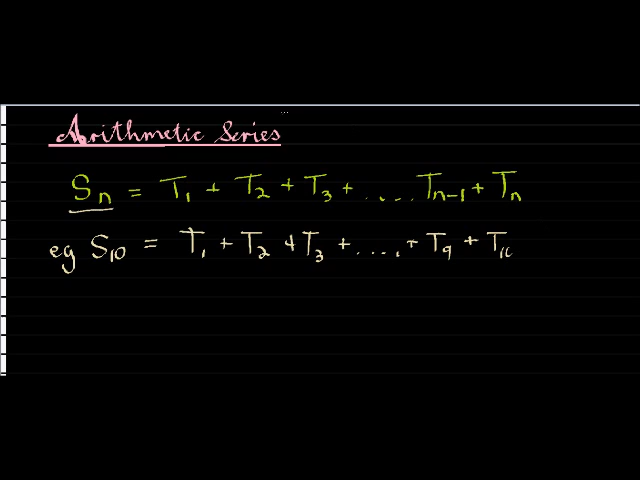 Arithmetic Series
Sn = T1 + T2 + T3 + ..... Tn-1 + Tn
eg S10 = T1 + T2 + T3 + ..... + T9 + T10